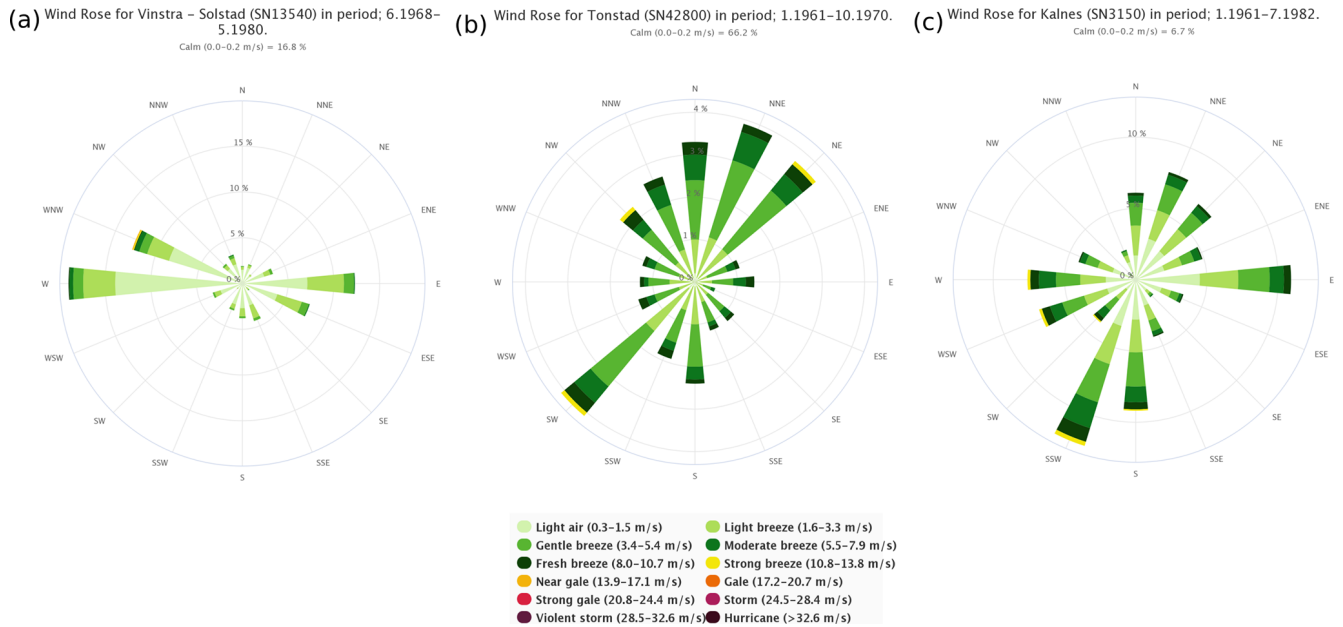 (a) Wind Rose for Vinstra – Solstad (SN13540) in period; 6.1968–
5.1980.
Calm (0.0–0.2 m/s) = 16.8 %
N
NNE
NE
ENE
E
ESE
SE
SSE
S
SSW
SW
WSW
W
WNW
NW
NNW
0 %
5 %
10 %
15 %
(b) Wind Rose for Tonstad (SN42800) in period; 1.1961–10.1970.
Calm (0.0–0.2 m/s) = 66.2 %
N
NNE
NE
ENE
E
ESE
SE
SSE
S
SSW
SW
WSW
W
WNW
NW
NNW
0 %
1 %
2 %
3 %
4 %
(c) Wind Rose for Kalnes (SN3150) in period; 1.1961–7.1982.
Calm (0.0–0.2 m/s) = 6.7 %
N
NNE
NE
ENE
E
ESE
SE
SSE
S
SSW
SW
WSW
W
WNW
NW
NNW
0 %
5 %
10 %
Light air (0.3–1.5 m/s)
Light breeze (1.6–3.3 m/s)
Gentle breeze (3.4–5.4 m/s)
Moderate breeze (5.5–7.9 m/s)
Fresh breeze (8.0–10.7 m/s)
Strong breeze (10.8–13.8 m/s)
Near gale (13.9–17.1 m/s)
Gale (17.2–20.7 m/s)
Strong gale (20.8–24.4 m/s)
Storm (24.5–28.4 m/s)
Violent storm (28.5–32.6 m/s)
Hurricane (>32.6 m/s)